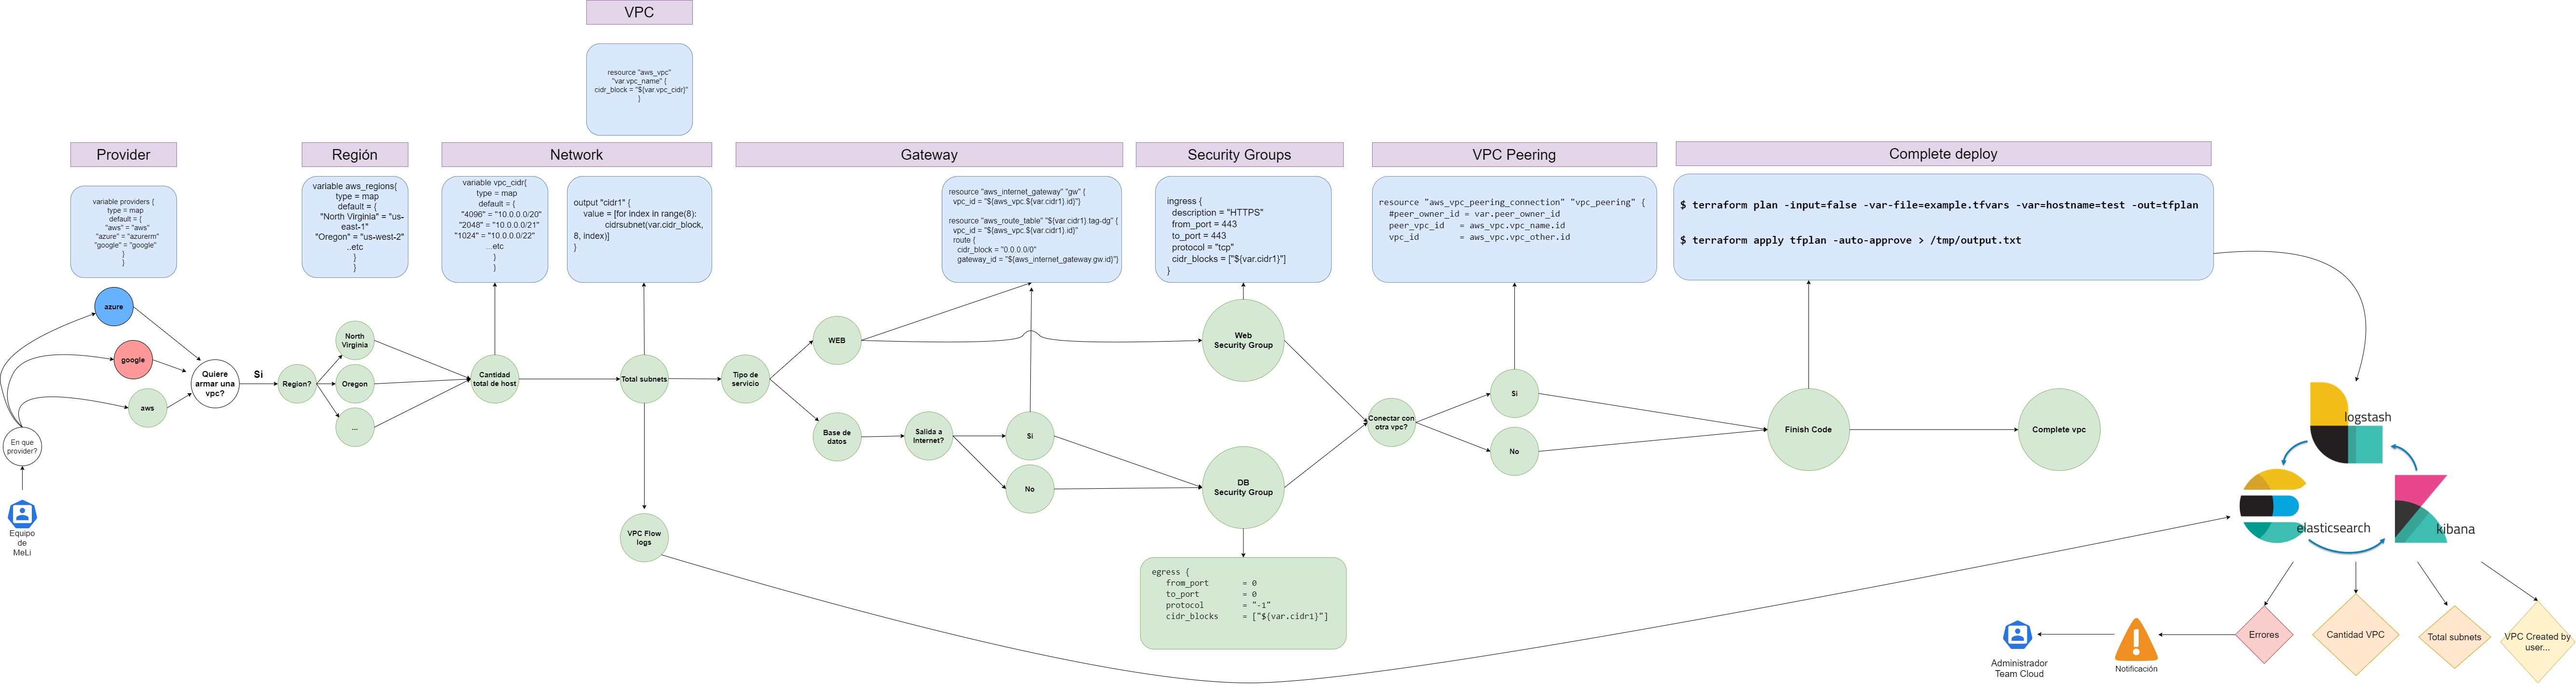 VPC
resource "aws_vpc"
"var.vpc_name" {
cidr_block = "${var.vpc_cidr}"
}
Provider
variable providers {
type = map
default = {
"aws" = "aws"
"azure" = "azurerm"
"google" = "google"
}
}
Región
variable aws_regions{
type = map
default = {
"North Virginia" = "us-
east-1"
"Oregon" = "us-west-2"
..etc
}
}
Network
variable vpc_cidr{
type = map
default = {
"4096" = "10.0.0.0/20"
"2048" = "10.0.0.0/21"
"1024" = "10.0.0.0/22"
...etc
}
}
output "cidr1" {
value = [for index in range(8):
cidrsubnet(var.cidr_block,
8, index)]
}
Gateway
resource "aws_internet_gateway" "gw" {
vpc_id = "${aws_vpc.${var.cidr1}.id}"}
resource "aws_route_table" "${var.cidr1}.tag-dg" {
vpc_id = "${aws_vpc.${var.cidr1}.id}"
route {
cidr_block = "0.0.0.0/0"
gateway_id = "${aws_internet_gateway.gw.id}"}
Security Groups
ingress {
description = "HTTPS"
from_port = 443
to_port = 443
protocol = "tcp"
cidr_blocks = ["${var.cidr1}"]
}
VPC Peering
resource "aws_vpc_peering_connection" "vpc_peering" {
#peer_owner_id = var.peer_owner_id
peer_vpc_id = aws_vpc.vpc_name.id
vpc_id = aws_vpc.vpc_other.id
Complete deploy
$ terraform plan -input=false -var-file=example.tfvars -var=hostname=test -out=tfplan
$ terraform apply tfplan -auto-approve > /tmp/output.txt
azure
google
aws
En que
provider?
Equipo
de
MeLi
Quiere
armar una
vpc?
Si
Region?
North
Virginia
Oregon
...
Cantidad
total de host
Total subnets
VPC Flow
logs
Tipo de
servicio
WEB
Base de
datos
Salida a
Internet?
Si
No
Web
Security Group
DB
Security Group
egress {
from_port = 0
to_port = 0
protocol = "-1"
cidr_blocks = ["${var.cidr1}"]
Conectar con
otra vpc?
Si
No
Finish Code
Complete vpc
logstash
elasticsearch
kibana
Errores
Cantidad VPC
Total subnets
VPC Created by
user...
Notificación
Administrador
Team Cloud